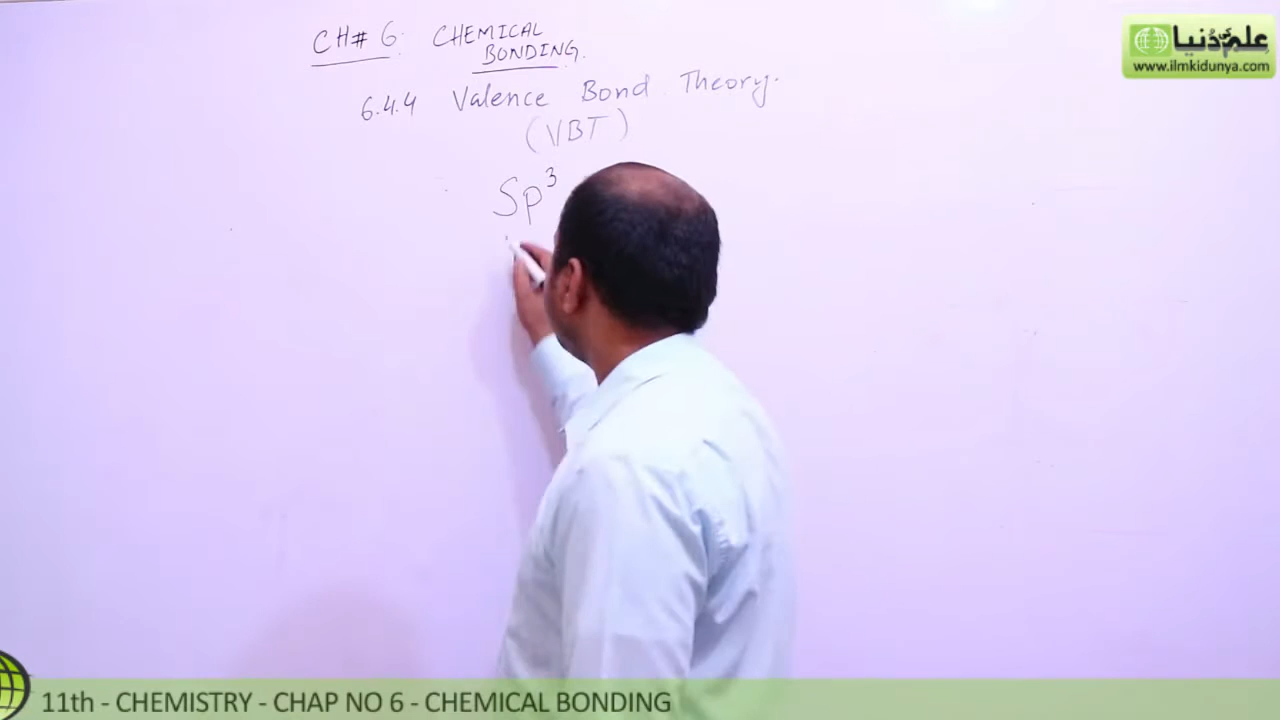 CH# 6. CHEMICAL
BONDING.
6.4.4 Valence Bond Theory.
(VBT)
Sp³
علم کی دُنیا
www.ilmkidunya.com
11th - CHEMISTRY - CHAP NO 6 - CHEMICAL BONDING